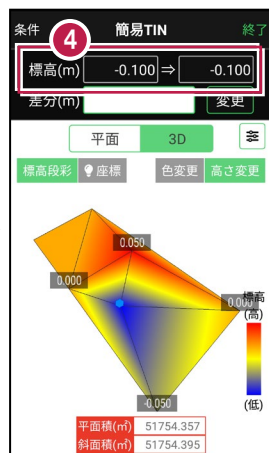 条件 簡易TIN 終了
4
標高(m) -0.100 ⇒ -0.100
差分(m) 変更
平面 3D
標高段彩 座標 色変更 高さ変更
0.050
0.000
0.000
標高
(高)
-0.050
(低)
平面積(㎡) 51754.357
斜面積(㎡) 51754.395